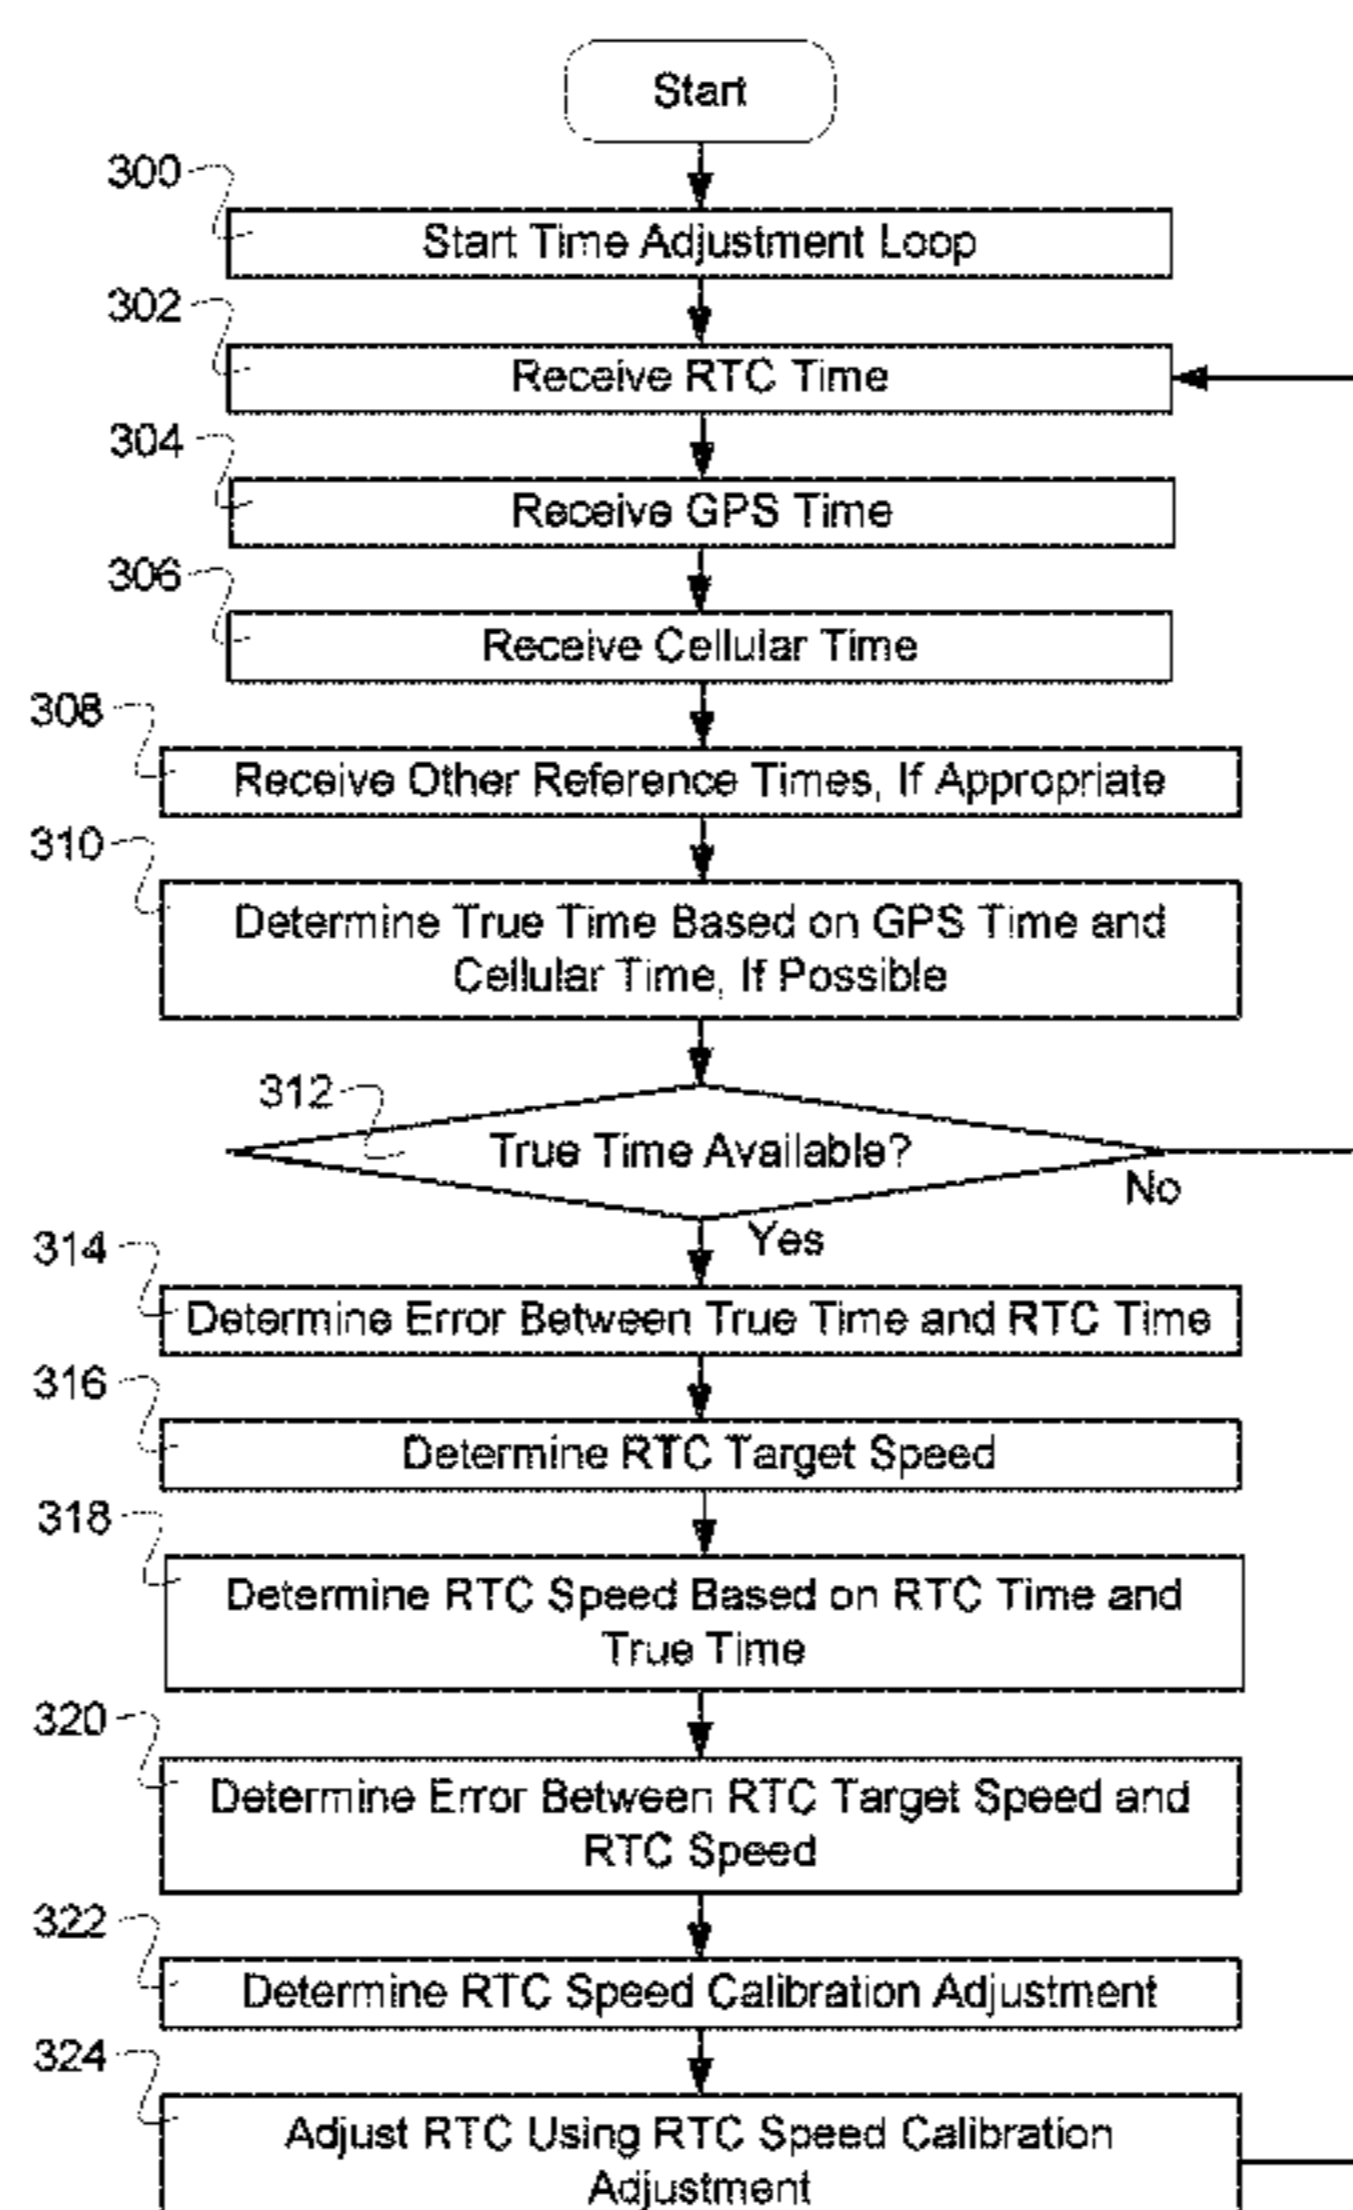 Start
300
Start Time Adjustment Loop
302
Receive RTC Time
304
Receive GPS Time
306
Receive Cellular Time
308
Receive Other Reference Times, If Appropriate
310
Determine True Time Based on GPS Time and
Cellular Time, If Possible
312
True Time Available?
No
Yes
314
Determine Error Between True Time and RTC Time
316
Determine RTC Target Speed
318
Determine RTC Speed Based on RTC Time and
True Time
320
Determine Error Between RTC Target Speed and
RTC Speed
322
Determine RTC Speed Calibration Adjustment
324
Adjust RTC Using RTC Speed Calibration
Adjustment